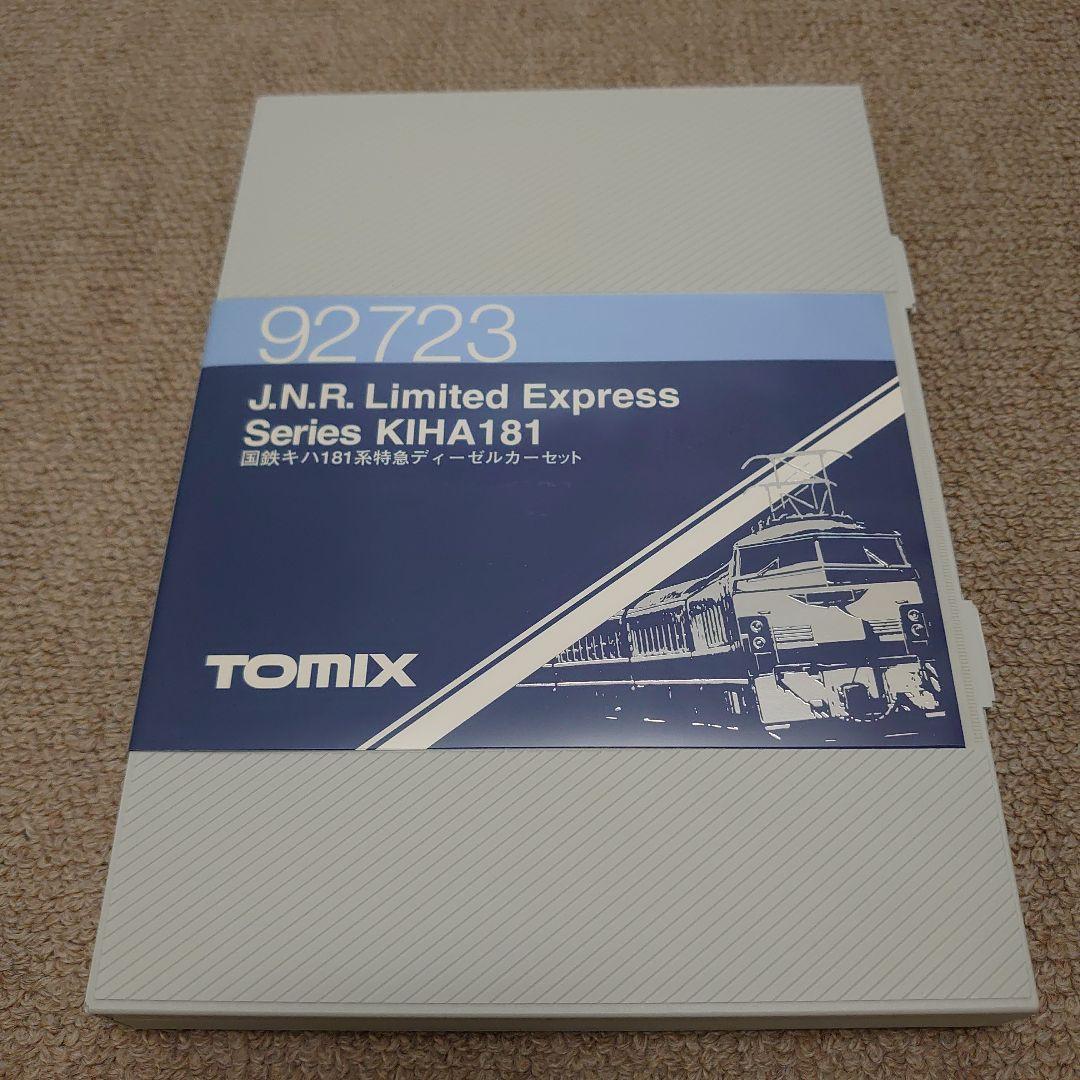 92723
J.N.R. Limited Express
Series KIHA181
国鉄キハ181系特急ディーゼルカーセット
TOMIX